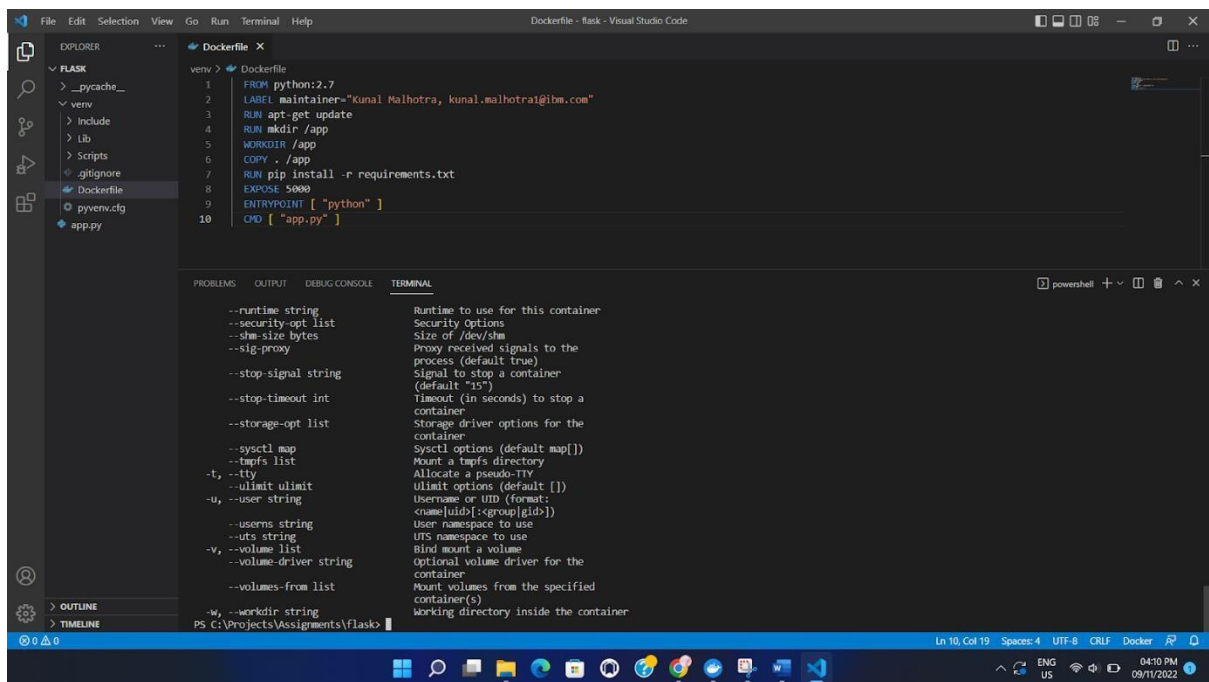 File Edit Selection View Go Run Terminal Help
Dockerfile - flask - Visual Studio Code
EXPLORER
Dockerfile
FLASK
__pycache__
venv
Include
Lib
Scripts
.gitignore
Dockerfile
pyvenv.cfg
app.py
OUTLINE
TIMELINE
venv > Dockerfile
1 FROM python:2.7
2 LABEL maintainer="Kunal Malhotra, kunal.malhotra1@ibm.com"
3 RUN apt-get update
4 RUN mkdir /app
5 WORKDIR /app
6 COPY . /app
7 RUN pip install -r requirements.txt
8 EXPOSE 5000
9 ENTRYPOINT [ "python" ]
10 CMD [ "app.py" ]
PROBLEMS OUTPUT DEBUG CONSOLE TERMINAL
powershell
--runtime string Runtime to use for this container
--security-opt list Security Options
--shm-size bytes Size of /dev/shm
--sig-proxy Proxy received signals to the
process (default true)
--stop-signal string Signal to stop a container
(default "15")
--stop-timeout int Timeout (in seconds) to stop a
container
--storage-opt list Storage driver options for the
container
--sysctl map Sysctl options (default map[])
--tmpfs list Mount a tmpfs directory
-t, --tty Allocate a pseudo-TTY
--ulimit ulimit Ulimit options (default [])
-u, --user string Username or UID (format:
<name|uid>[:<group|gid>])
--userns string User namespace to use
--uts string UTS namespace to use
-v, --volume list Bind mount a volume
--volume-driver string Optional volume driver for the
container
--volumes-from list Mount volumes from the specified
container(s)
-w, --workdir string Working directory inside the container
PS C:\Projects\Assignments\flask>
0 0
Ln 10, Col 19 Spaces: 4 UTF-8 CRLF Docker
ENG
US
04:10 PM
09/11/2022
1